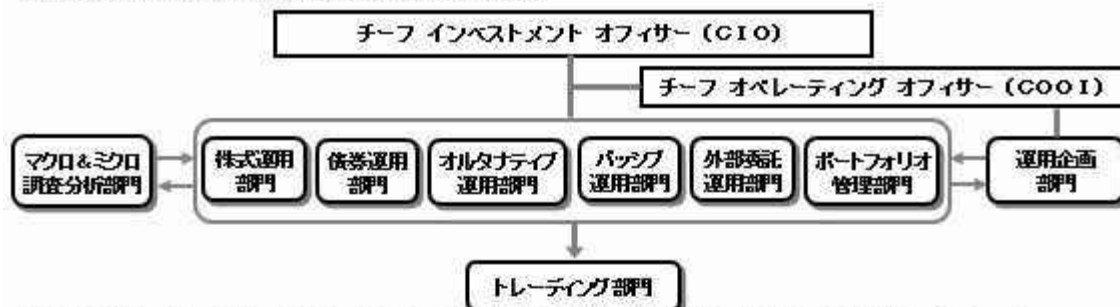 チーフ インベストメント オフィサー (CIO)
チーフ オペレーティング オフィサー (COOI)
マクロ&ミクロ
調査分析部門
株式運用
部門
債券運用
部門
オルタナティブ
運用部門
パッシブ
運用部門
外部委託
運用部門
ポートフォリオ
管理部門
運用企画
部門
トレーディング部門